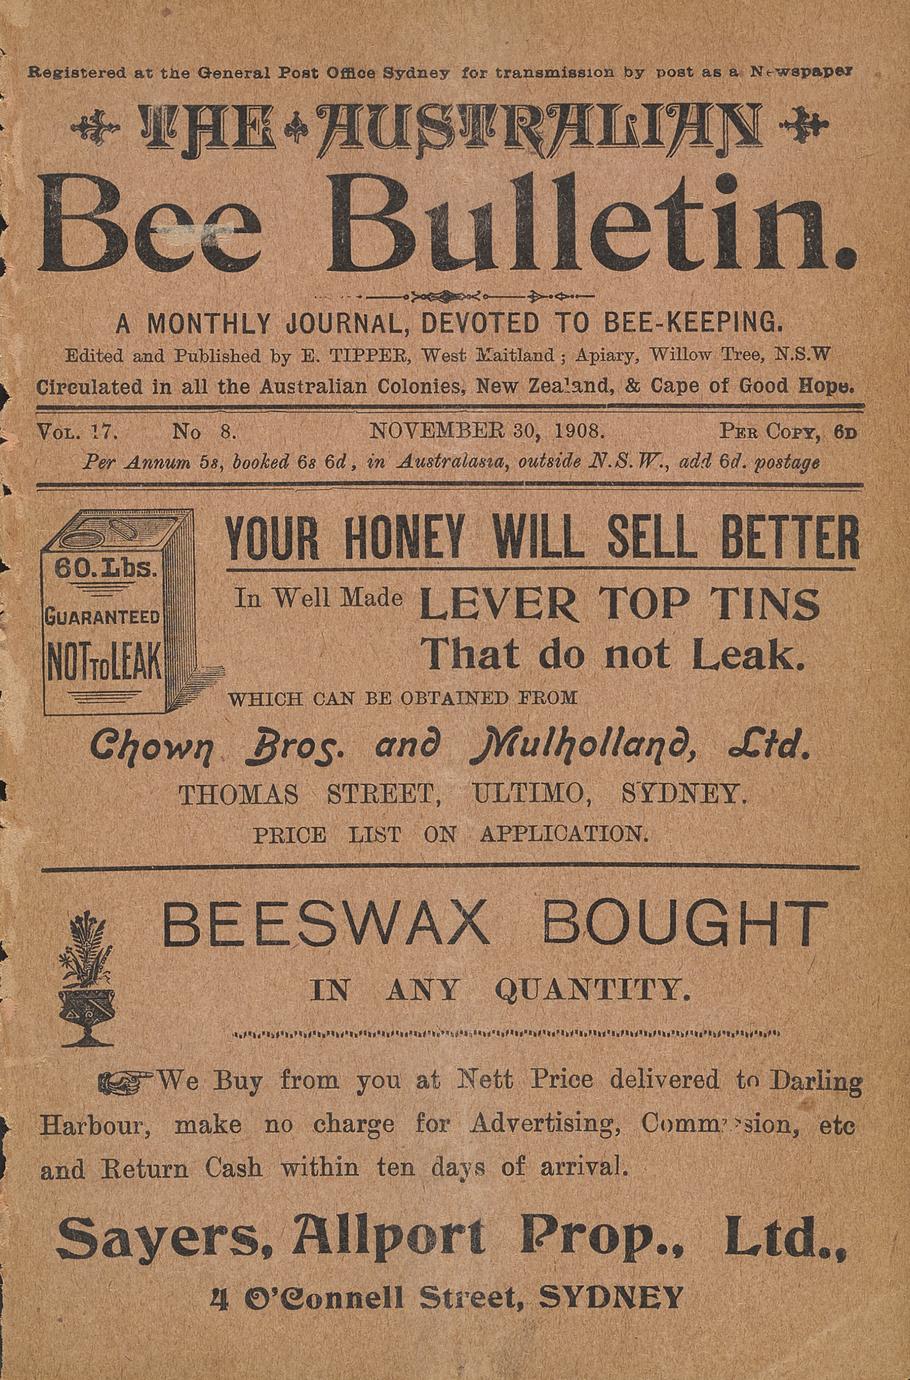 Registered at the General Post Office Sydney for transmission by post as a Newspaper
THE AUSTRALIAN
Bee Bulletin.
A MONTHLY JOURNAL, DEVOTED TO BEE-KEEPING.
Edited and Published by E. TIPPER, West Maitland ; Apiary, Willow Tree, N.S.W
Circulated in all the Australian Colonies, New Zealand, & Cape of Good Hope.
VOL. 17. No 8. NOVEMBER 30, 1908. PER COPY, 6D
Per Annum 5s, booked 6s 6d, in Australasia, outside N.S.W., add 6d. postage
60.Lbs.
GUARANTEED
NOT TO LEAK
YOUR HONEY WILL SELL BETTER
In Well Made LEVER TOP TINS
That do not Leak.
WHICH CAN BE OBTAINED FROM
Chown Bros. and Mulholland, Ltd.
THOMAS STREET, ULTIMO, SYDNEY.
PRICE LIST ON APPLICATION.
BEESWAX BOUGHT
IN ANY QUANTITY.
We Buy from you at Nett Price delivered to Darling
Harbour, make no charge for Advertising, Commission, etc
and Return Cash within ten days of arrival.
Sayers, Allport Prop., Ltd.,
4 O'Connell Street, SYDNEY